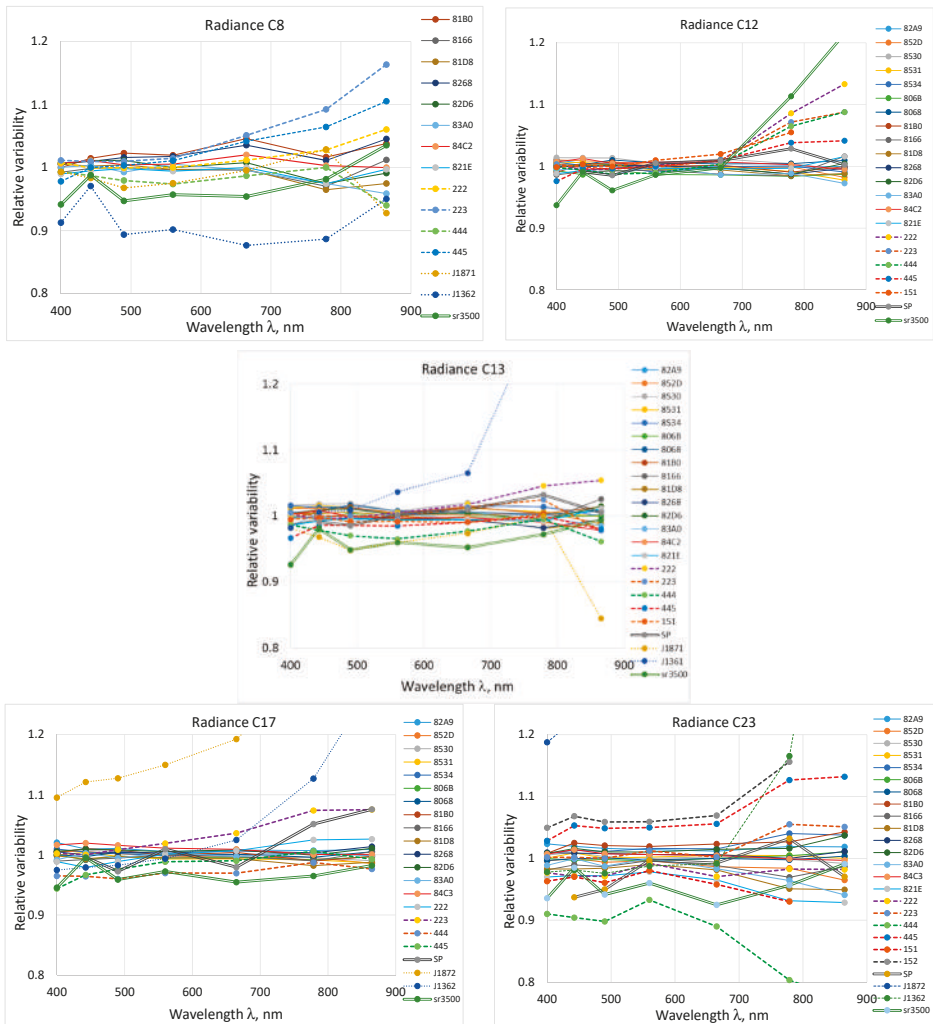 Radiance C8
Relative variability
1.2
1.1
1
0.9
0.8
400 500 600 700 800 900
Wavelength λ, nm
81B0
8166
81D8
8268
82D6
83A0
84C2
821E
222
223
444
445
J1871
J1362
sr3500
Radiance C12
Relative variability
1.2
1.1
1
0.9
0.8
400 500 600 700 800 900
Wavelength λ, nm
82A9
852D
8530
8531
8534
806B
8068
81B0
8166
81D8
8268
82D6
83A0
84C2
821E
222
223
444
445
151
SP
sr3500
Radiance C13
Relative variability
1.2
1.1
1
0.9
0.8
400 500 600 700 800 900
Wavelength λ, nm
82A9
852D
8530
8531
8534
806B
8068
81B0
8166
81D8
8268
82D6
83A0
84C2
821E
222
223
444
445
151
SP
J1871
J1361
sr3500
Radiance C17
Relative variability
1.2
1.1
1
0.9
0.8
400 500 600 700 800 900
Wavelength λ, nm
82A9
852D
8530
8531
8534
806B
8068
81B0
8166
81D8
8268
82D6
83A0
84C3
222
223
444
445
SP
J1872
J1362
sr3500
Radiance C23
Relative variability
1.2
1.1
1
0.9
0.8
400 500 600 700 800 900
Wavelength λ, nm
82A9
852D
8530
8531
8534
806B
8068
81B0
8166
81D8
8268
82D6
83A0
84C3
821E
222
223
444
445
151
152
SP
J1872
J1362
sr3500